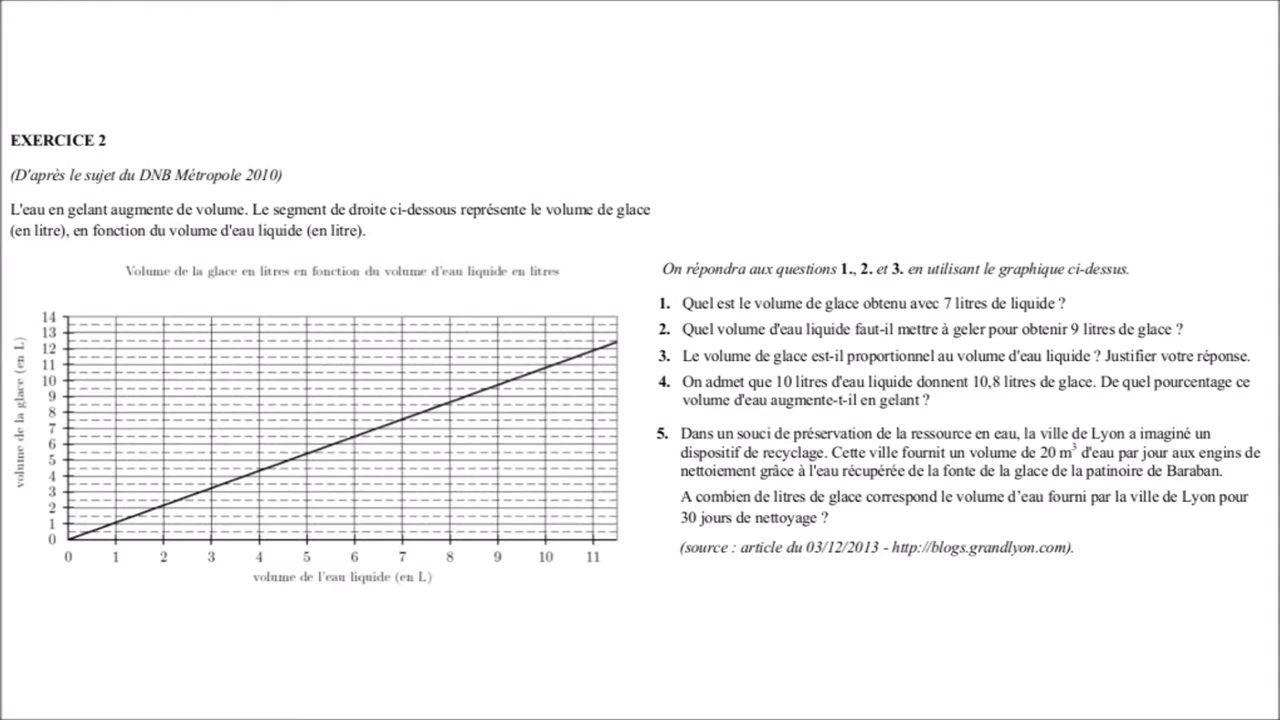 EXERCICE 2
(D'après le sujet du DNB Métropole 2010)
L'eau en gelant augmente de volume. Le segment de droite ci-dessous représente le volume de glace
(en litre), en fonction du volume d'eau liquide (en litre).
Volume de la glace en litres en fonction du volume d'eau liquide en litres
volume de la glace (en L)
14
13
12
11
10
9
8
7
6
5
4
3
2
1
0
0 1 2 3 4 5 6 7 8 9 10 11
volume de l'eau liquide (en L)
On répondra aux questions 1., 2. et 3. en utilisant le graphique ci-dessus.
1. Quel est le volume de glace obtenu avec 7 litres de liquide ?
2. Quel volume d'eau liquide faut-il mettre à geler pour obtenir 9 litres de glace ?
3. Le volume de glace est-il proportionnel au volume d'eau liquide ? Justifier votre réponse.
4. On admet que 10 litres d'eau liquide donnent 10,8 litres de glace. De quel pourcentage ce
volume d'eau augmente-t-il en gelant ?
5. Dans un souci de préservation de la ressource en eau, la ville de Lyon a imaginé un
dispositif de recyclage. Cette ville fournit un volume de 20 m³ d'eau par jour aux engins de
nettoiement grâce à l'eau récupérée de la fonte de la glace de la patinoire de Baraban.
A combien de litres de glace correspond le volume d’eau fourni par la ville de Lyon pour
30 jours de nettoyage ?
(source : article du 03/12/2013 - http://blogs.grandlyon.com).